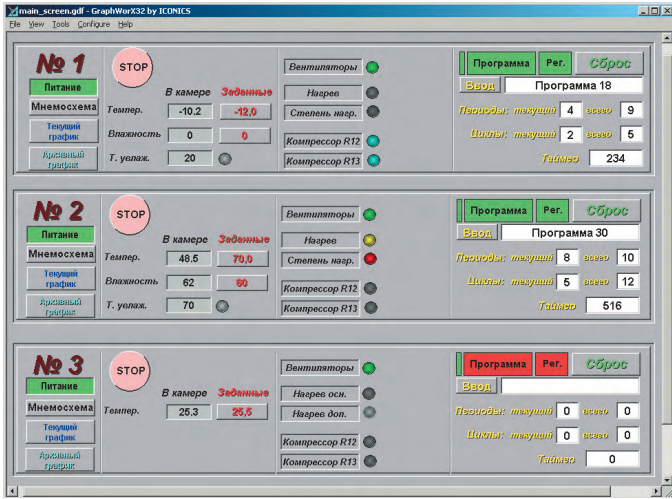 main_screen.gdf - GraphWorX32 by ICONICS
File View Tools Configure Help
№ 1
STOP
Питание
Мнемосхема
Текущий график
Архивный график
В камере Заданные
Темпер. -10.2 -12,0
Влажность 0 0
Т. увлаж. 20
Вентиляторы
Нагрев
Степень нагр.
Компрессор R12
Компрессор R13
Программа Рег. Сброс
Ввод Программа 18
Периоды: текущий 4 всего 9
Циклы: текущий 2 всего 5
Таймер 234
№ 2
STOP
Питание
Мнемосхема
Текущий график
Архивный график
В камере Заданные
Темпер. 48.5 70,0
Влажность 62 60
Т. увлаж. 70
Вентиляторы
Нагрев
Степень нагр.
Компрессор R12
Компрессор R13
Программа Рег. Сброс
Ввод Программа 30
Периоды: текущий 8 всего 10
Циклы: текущий 5 всего 12
Таймер 516
№ 3
STOP
Питание
Мнемосхема
Текущий график
Архивный график
В камере Заданные
Темпер. 25.3 25,5
Вентиляторы
Нагрев осн.
Нагрев доп.
Компрессор R12
Компрессор R13
Программа Рег. Сброс
Ввод
Периоды: текущий 0 всего 0
Циклы: текущий 0 всего 0
Таймер 0